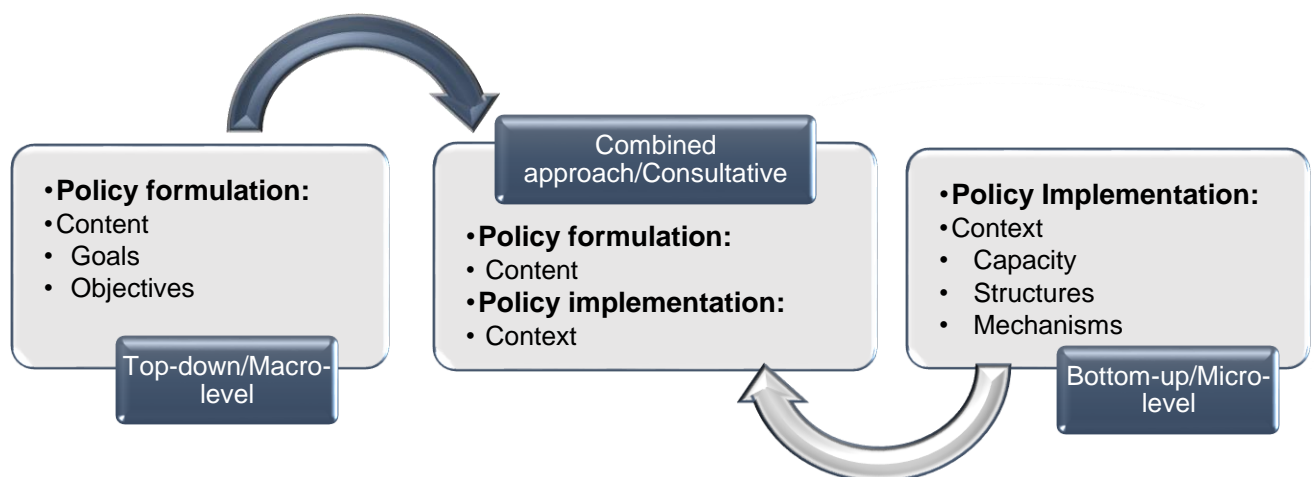 •Policy formulation:
•Content
• Goals
• Objectives
Top-down/Macro-
level
Combined
approach/Consultative
•Policy formulation:
• Content
•Policy implementation:
• Context
•Policy Implementation:
•Context
• Capacity
• Structures
• Mechanisms
Bottom-up/Micro-
level